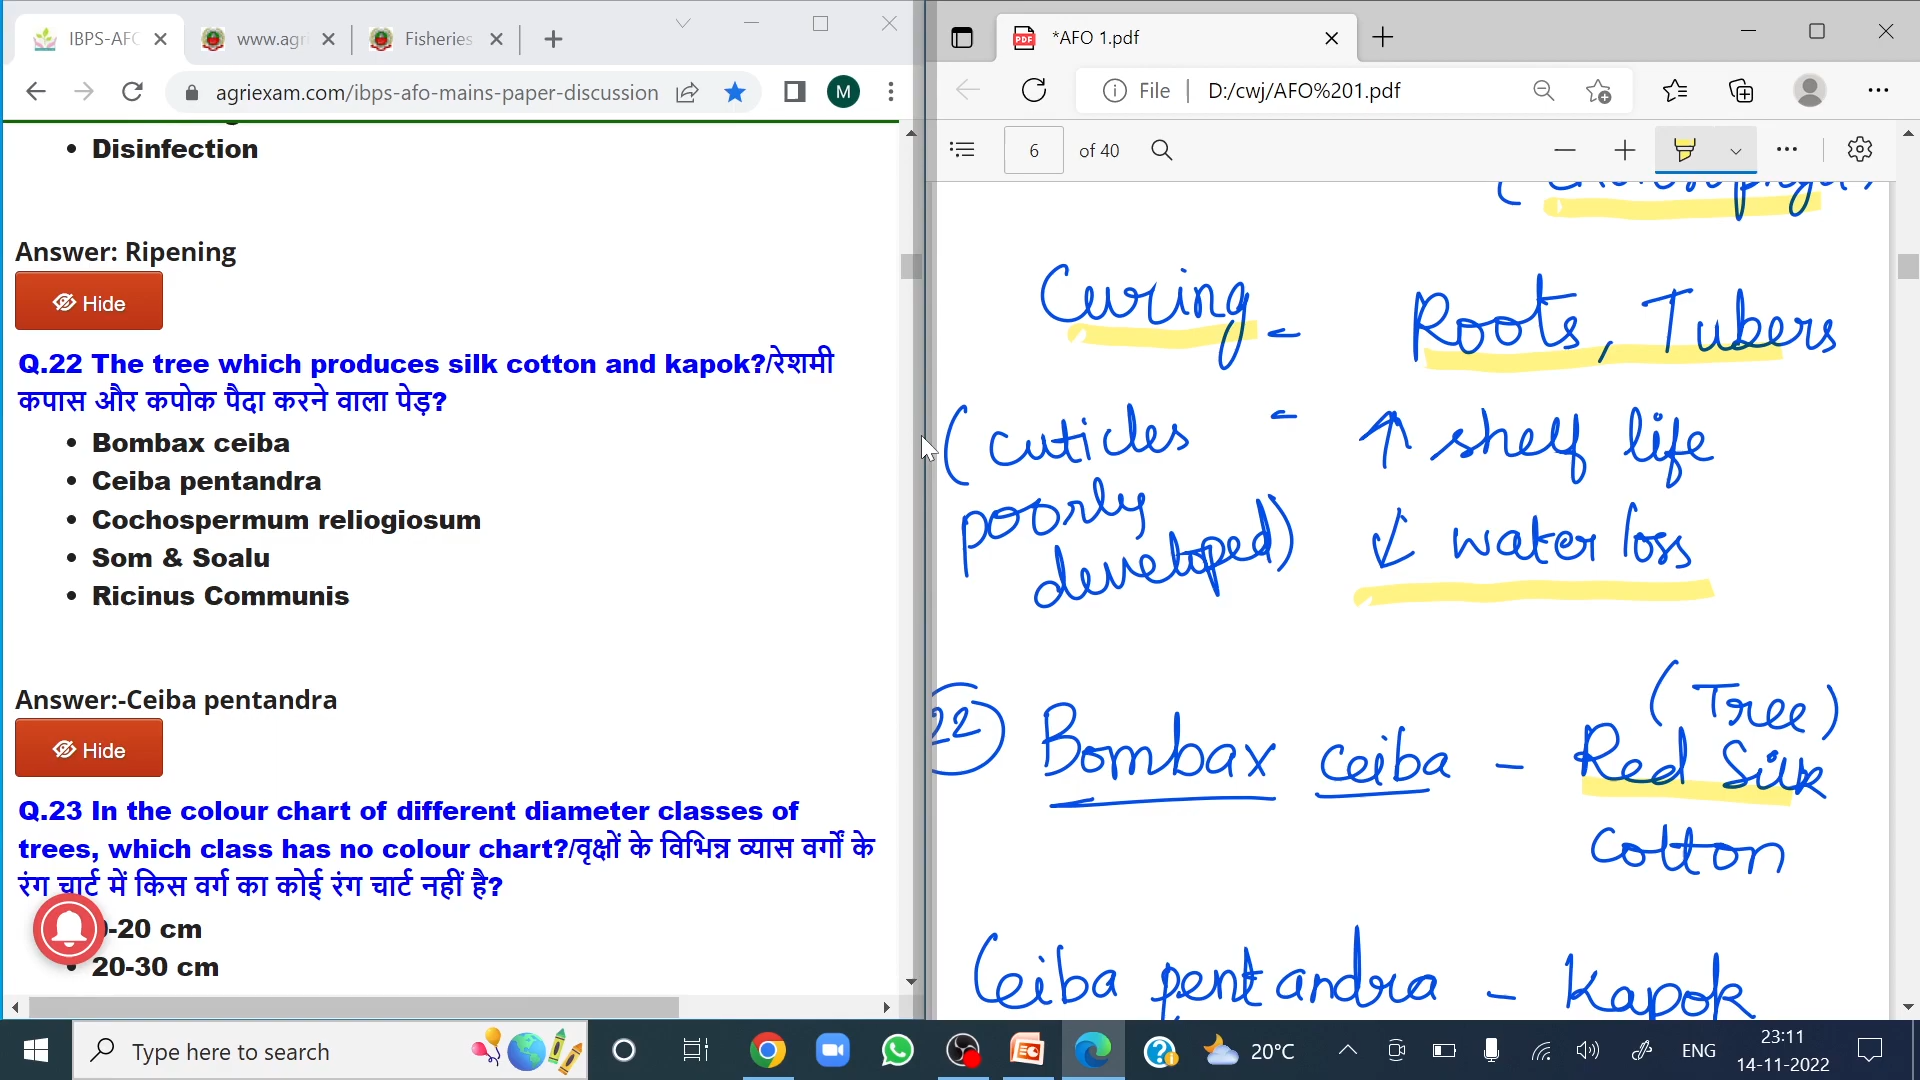 IBPS-AFC
www.agri
Fisheries
agriexam.com/ibps-afo-mains-paper-discussion
M
Disinfection
Answer: Ripening
Hide
Q.22 The tree which produces silk cotton and kapok?/रेशमी
कपास और कपोक पैदा करने वाला पेड़?
Bombax ceiba
Ceiba pentandra
Cochospermum reliogiosum
Som & Soalu
Ricinus Communis
Answer:-Ceiba pentandra
Hide
Q.23 In the colour chart of different diameter classes of
trees, which class has no colour chart?/वृक्षों के विभिन्न व्यास वर्गों के
रंग चार्ट में किस वर्ग का कोई रंग चार्ट नहीं है?
-20 cm
20-30 cm
*AFO 1.pdf
File
D:/cwj/AFO%201.pdf
6 of 40
Curing - Roots, Tubers
(cuticles - ↑ shelf life
poorly
developed) ↓ water loss
(Tree)
22 Bombax ceiba - Red Silk
Cotton
Ceiba pentandra - Kapok
Type here to search
20°C
ENG
23:11
14-11-2022